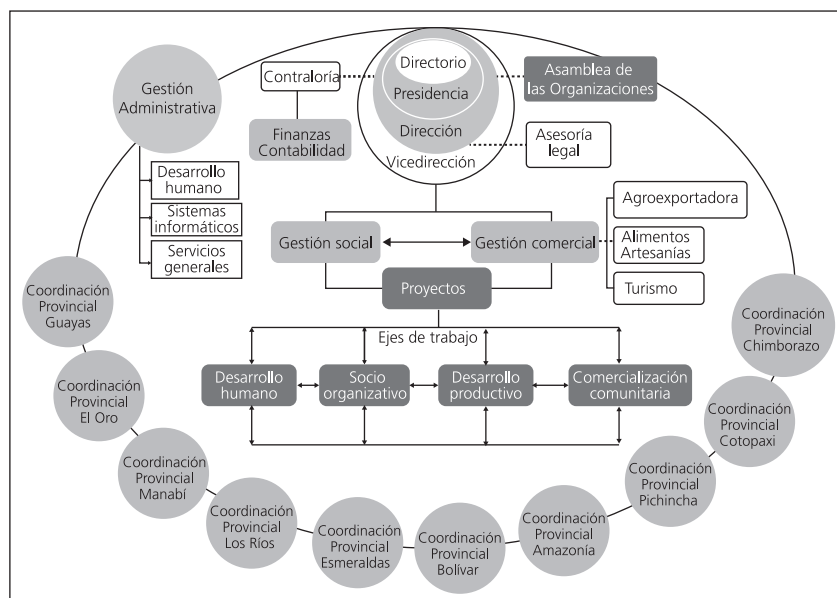 Gestión
Administrativa
Desarrollo
humano
Sistemas
informáticos
Servicios
generales
Contraloría
Finanzas
Contabilidad
Directorio
Presidencia
Dirección
Vicedirección
Asamblea de
las Organizaciones
Asesoría
legal
Gestión social
Gestión comercial
Agroexportadora
Alimentos
Artesanías
Turismo
Proyectos
Ejes de trabajo
Desarrollo
humano
Socio
organizativo
Desarrollo
productivo
Comercialización
comunitaria
Coordinación
Provincial
Guayas
Coordinación
Provincial
El Oro
Coordinación
Provincial
Manabí
Coordinación
Provincial
Los Ríos
Coordinación
Provincial
Esmeraldas
Coordinación
Provincial
Bolívar
Coordinación
Provincial
Amazonía
Coordinación
Provincial
Pichincha
Coordinación
Provincial
Cotopaxi
Coordinación
Provincial
Chimborazo